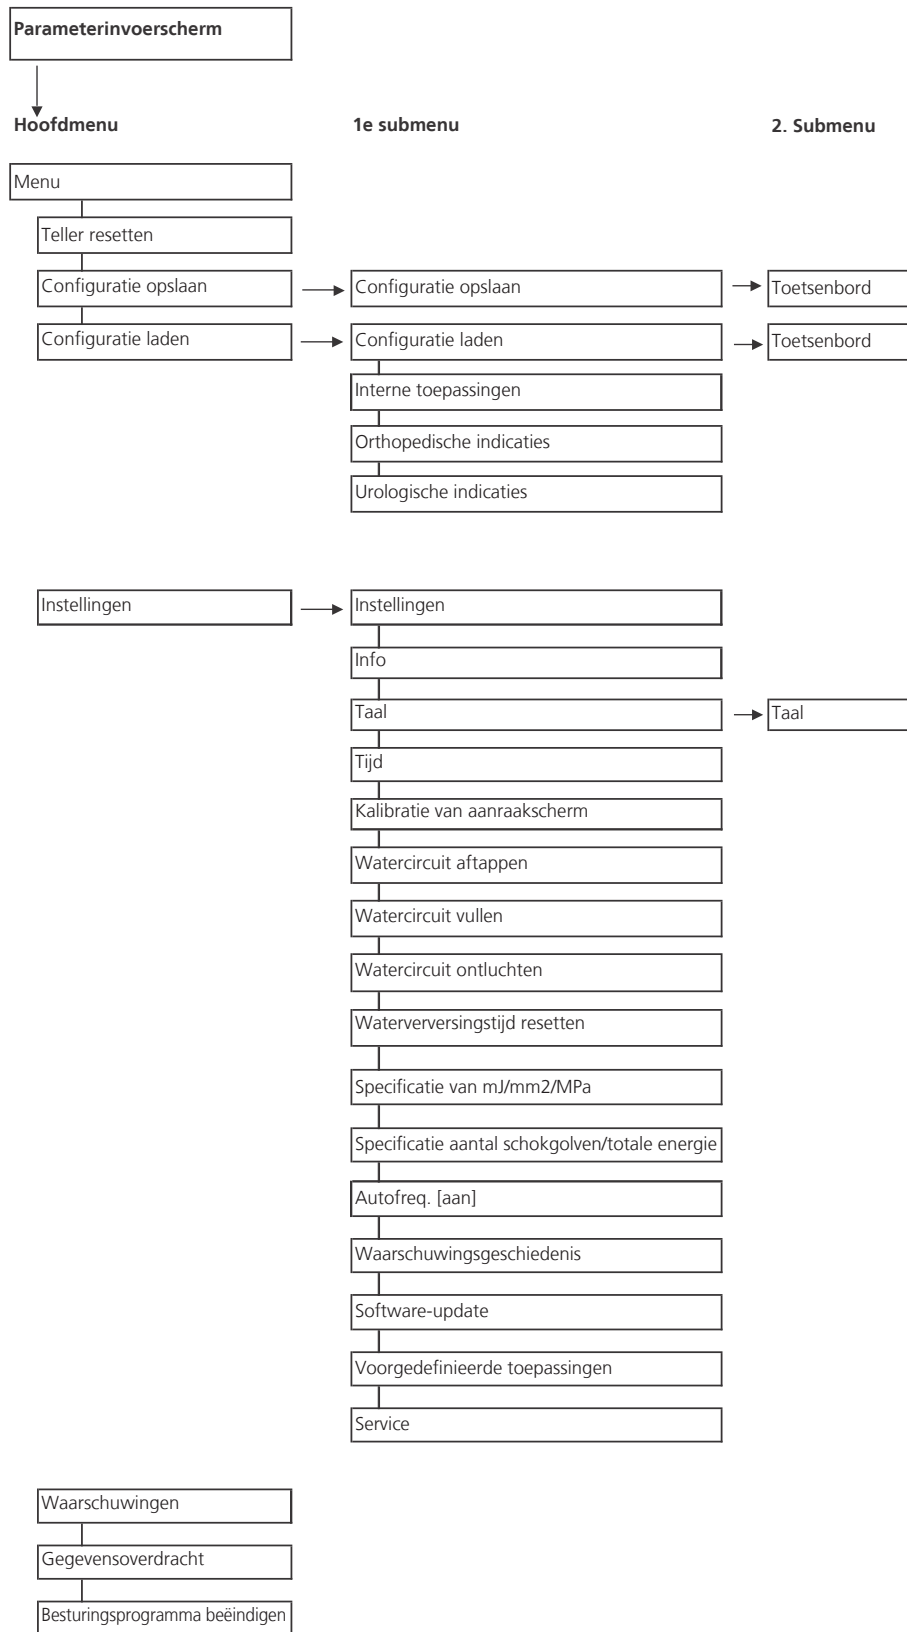 Parameterinvoerscherm
Hoofdmenu 1e submenu 2. Submenu
Menu
Teller resetten
Configuratie opslaan Configuratie opslaan Toetsenbord
Configuratie laden Configuratie laden Toetsenbord
Interne toepassingen
Orthopedische indicaties
Urologische indicaties
Instellingen Instellingen
Info
Taal Taal
Tijd
Kalibratie van aanraakscherm
Watercircuit aftappen
Watercircuit vullen
Watercircuit ontluchten
Waterverversingstijd resetten
Specificatie van mJ/mm2/MPa
Specificatie aantal schokgolven/totale energie
Autofreq. [aan]
Waarschuwingsgeschiedenis
Software-update
Voorgedefinieerde toepassingen
Service
Waarschuwingen
Gegevensoverdracht
Besturingsprogramma beëindigen